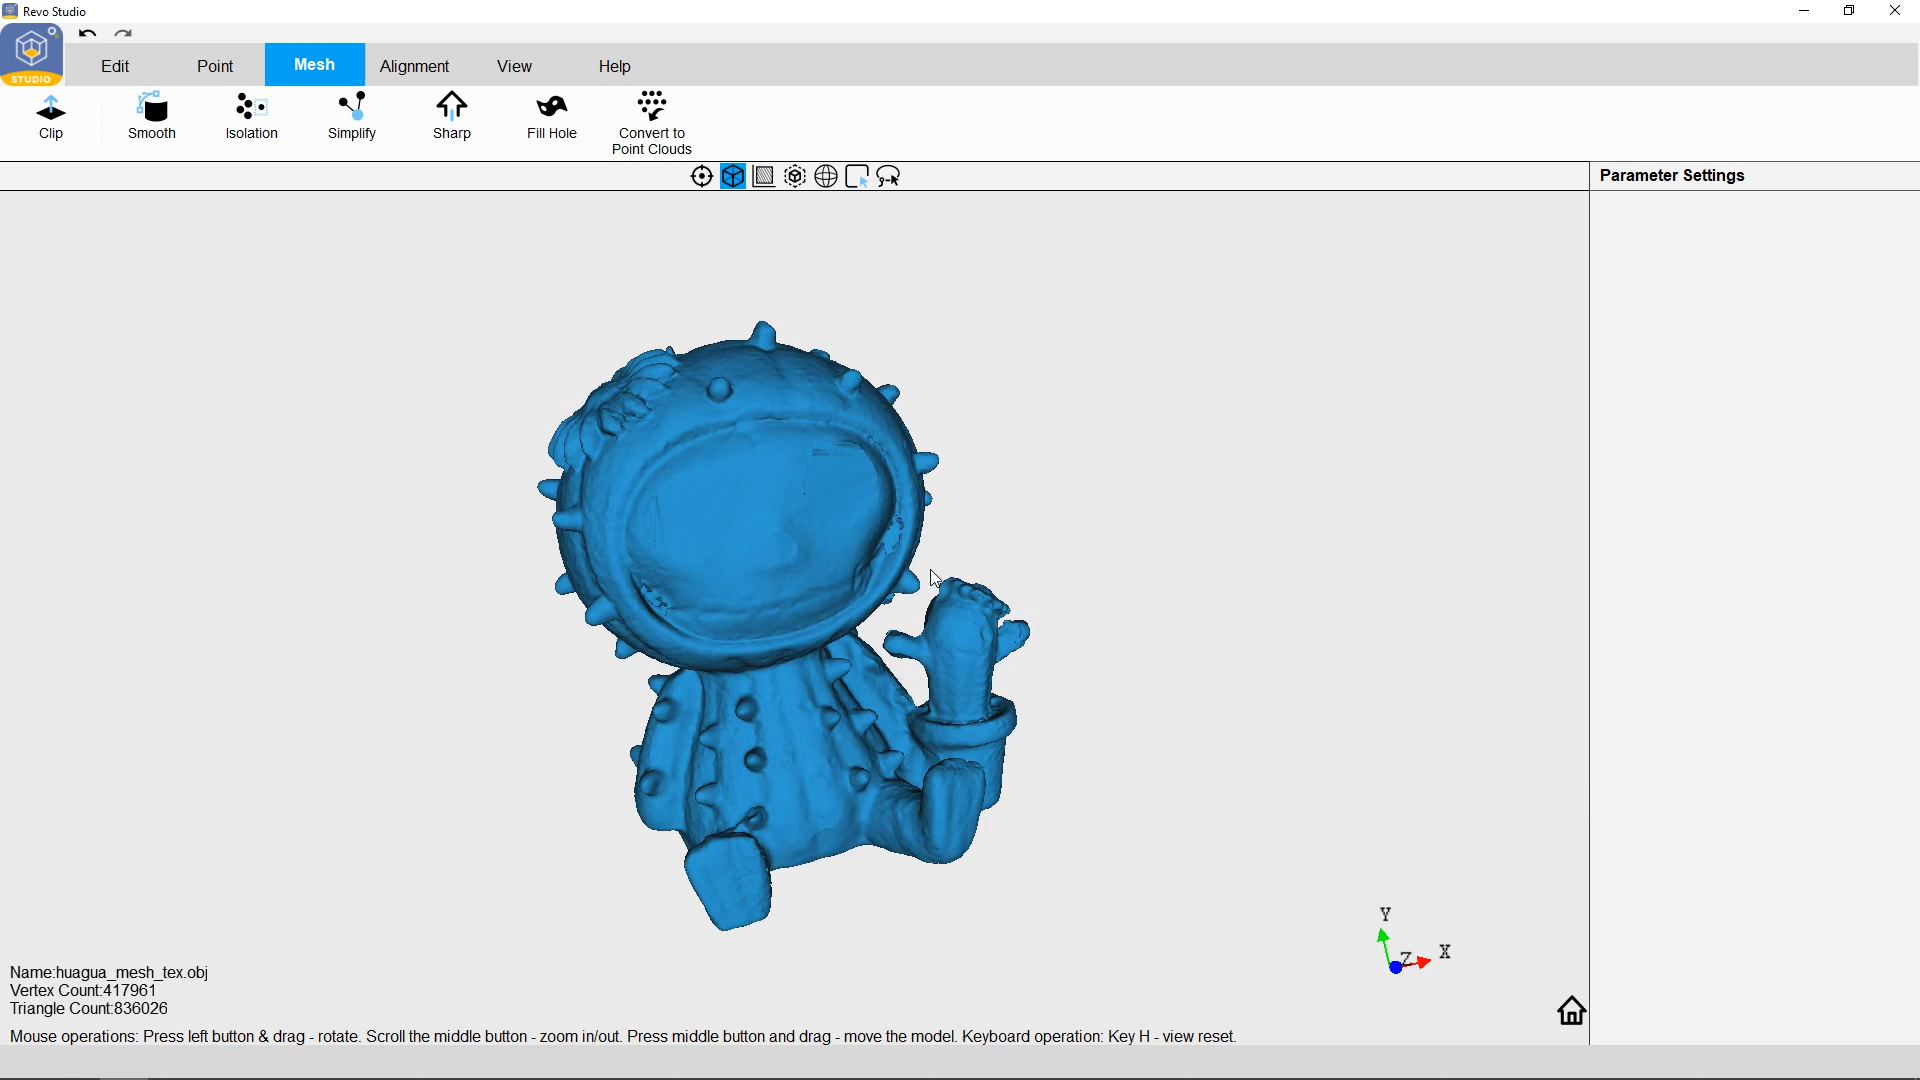 Revo Studio
STUDIO
Edit Point Mesh Alignment View Help
Clip Smooth Isolation Simplify Sharp Fill Hole Convert to
Point Clouds
Parameter Settings
Y
Z X
Name:huagua_mesh_tex.obj
Vertex Count:417961
Triangle Count:836026
Mouse operations: Press left button & drag - rotate. Scroll the middle button - zoom in/out. Press middle button and drag - move the model. Keyboard operation: Key H - view reset.